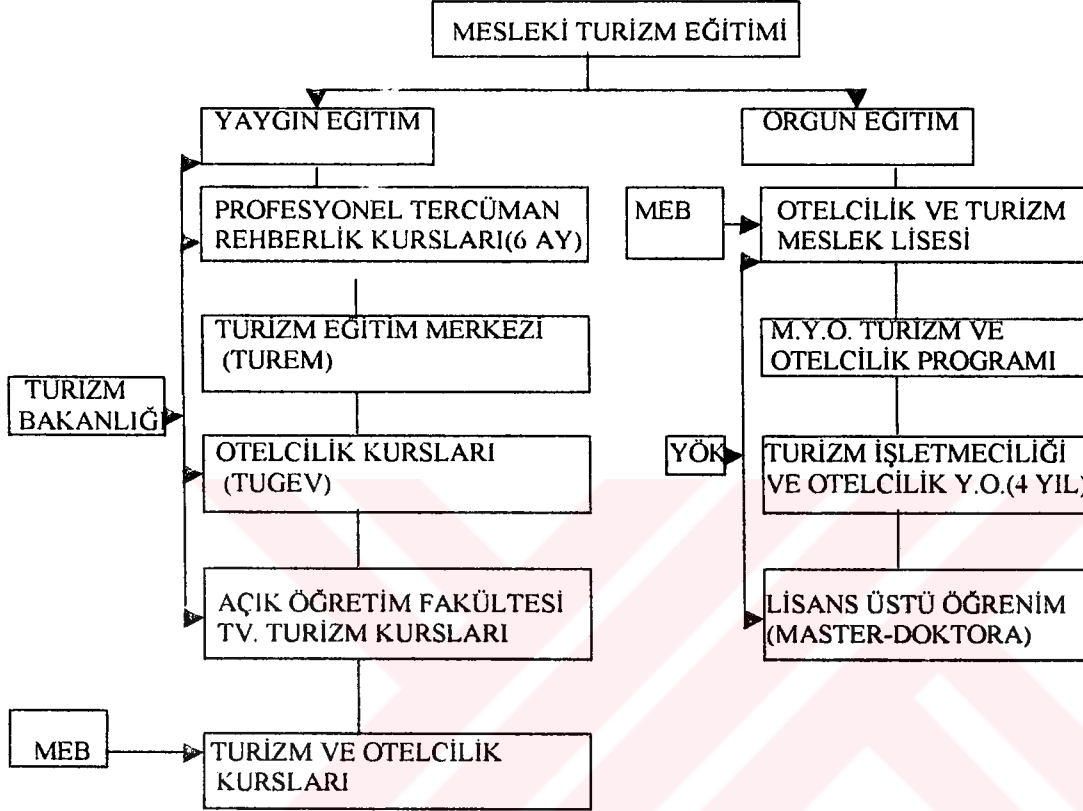 MESLEKİ TURİZM EĞİTİMİ
YAYGIN EĞİTİM
ÖRGÜN EĞİTİM
PROFESYONEL TERCÜMAN
REHBERLİK KURSLARI(6 AY)
MEB
OTELCİLİK VE TURİZM
MESLEK LİSESİ
TURİZM EĞİTİM MERKEZİ
(TUREM)
M.Y.O. TURİZM VE
OTELCİLİK PROGRAMI
TURİZM
BAKANLIĞI
OTELCİLİK KURSLARI
(TUGEV)
YÖK
TURİZM İŞLETMECİLİĞİ
VE OTELCİLİK Y.O.(4 YIL)
AÇIK ÖĞRETİM FAKÜLTESİ
TV. TURİZM KURSLARI
LİSANS ÜSTÜ ÖĞRENİM
(MASTER-DOKTORA)
MEB
TURİZM VE OTELCİLİK
KURSLARI